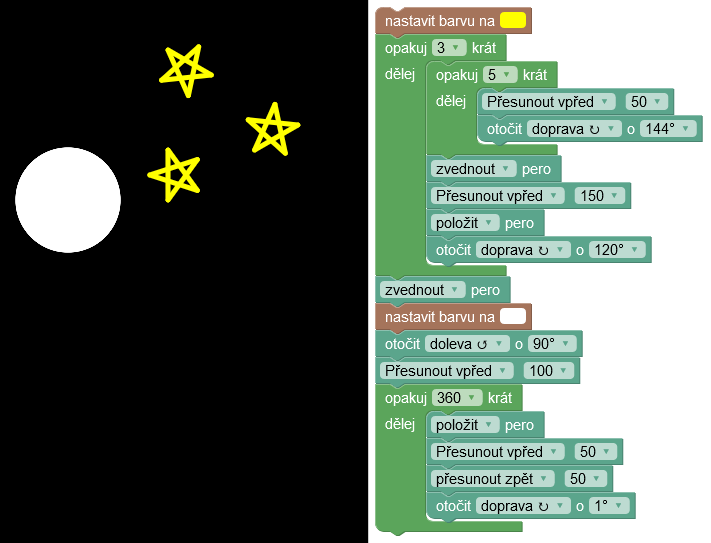 nastavit barvu na
opakuj 3 krát
dělej opakuj 5 krát
dělej Přesunout vpřed 50
otočit doprava ↻ o 144°
zvednout pero
Přesunout vpřed 150
položit pero
otočit doprava ↻ o 120°
zvednout pero
nastavit barvu na
otočit doleva ↺ o 90°
Přesunout vpřed 100
opakuj 360 krát
dělej položit pero
Přesunout vpřed 50
přesunout zpět 50
otočit doprava ↻ o 1°